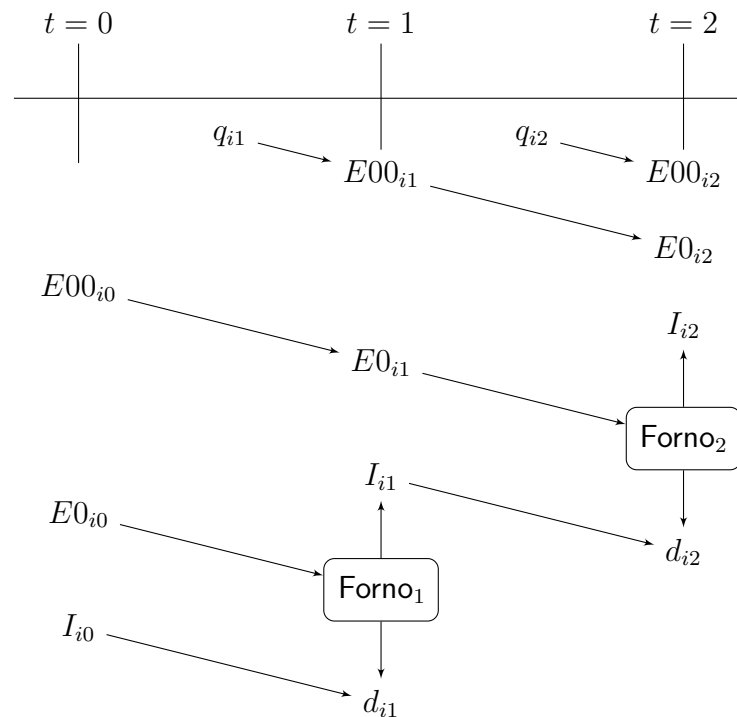 t = 0 t = 1 t = 2
q_{i1} q_{i2}
E00_{i1} E00_{i2}
E0_{i2}
E00_{i0}
I_{i2}
E0_{i1}
Forno_2
I_{i1}
E0_{i0}
d_{i2}
Forno_1
I_{i0}
d_{i1}